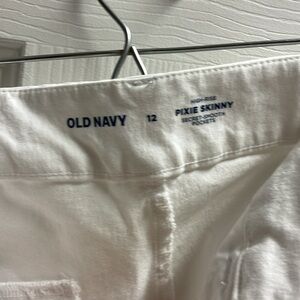 OLD NAVY
12
HIGH-RISE
PIXIE SKINNY
SECRET-SMOOTH
POCKETS